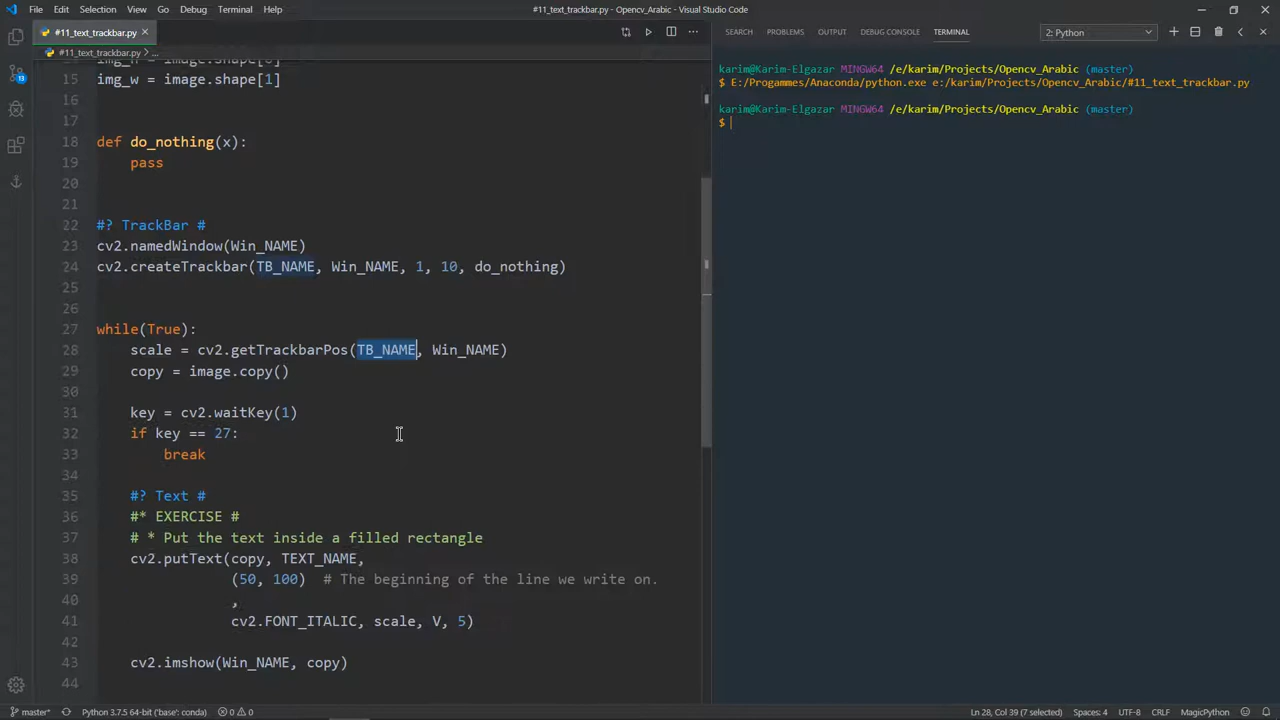 File Edit Selection View Go Debug Terminal Help
#11_text_trackbar.py - Opencv_Arabic - Visual Studio Code
#11_text_trackbar.py
SEARCH PROBLEMS OUTPUT DEBUG CONSOLE TERMINAL 2: Python
#11_text_trackbar.py > ...
15 img_w = image.shape[1]
16
17
18 def do_nothing(x):
19 pass
20
21
22 #? TrackBar #
23 cv2.namedWindow(Win_NAME)
24 cv2.createTrackbar(TB_NAME, Win_NAME, 1, 10, do_nothing)
25
26
27 while(True):
28 scale = cv2.getTrackbarPos(TB_NAME, Win_NAME)
29 copy = image.copy()
30
31 key = cv2.waitKey(1)
32 if key == 27:
33 break
34
35 #? Text #
36 #* EXERCISE #
37 # * Put the text inside a filled rectangle
38 cv2.putText(copy, TEXT_NAME,
39 (50, 100) # The beginning of the line we write on.
40 ,
41 cv2.FONT_ITALIC, scale, V, 5)
42
43 cv2.imshow(Win_NAME, copy)
44
karim@Karim-Elgazar MINGW64 /e/karim/Projects/Opencv_Arabic (master)
$ E:/Progammes/Anaconda/python.exe e:/karim/Projects/Opencv_Arabic/#11_text_trackbar.py
karim@Karim-Elgazar MINGW64 /e/karim/Projects/Opencv_Arabic (master)
$
13
master* Python 3.7.5 64-bit ('base': conda) 0 0 Ln 28, Col 39 (7 selected) Spaces: 4 UTF-8 CRLF MagicPython